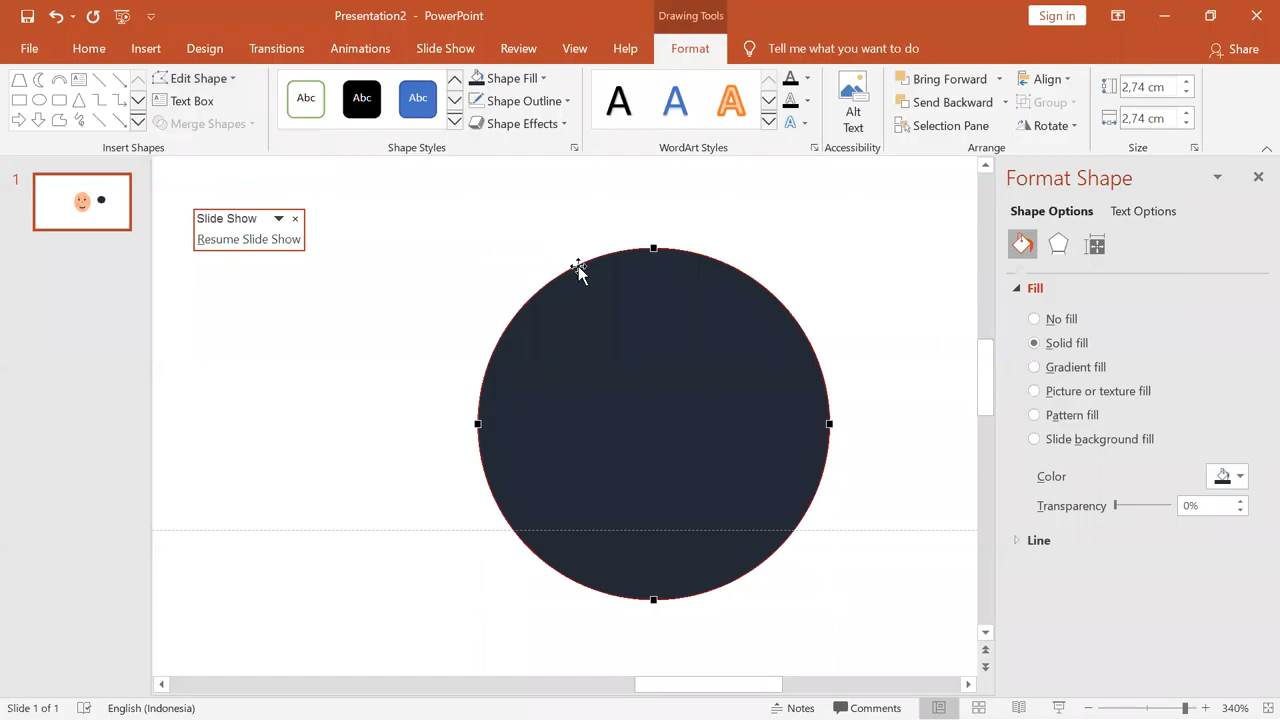 Presentation2 - PowerPoint
Drawing Tools
Sign in
File Home Insert Design Transitions Animations Slide Show Review View Help Format Tell me what you want to do Share
Edit Shape
Text Box
Merge Shapes
Insert Shapes
Abc Abc Abc
Shape Fill
Shape Outline
Shape Effects
Shape Styles
A A A
A
A
A
WordArt Styles
Alt
Text
Accessibility
Bring Forward
Send Backward
Selection Pane
Align
Group
Rotate
Arrange
2,74 cm
2,74 cm
Size
1
Slide Show
Resume Slide Show
Format Shape
Shape Options Text Options
Fill
No fill
Solid fill
Gradient fill
Picture or texture fill
Pattern fill
Slide background fill
Color
Transparency 0%
Line
Slide 1 of 1 English (Indonesia) Notes Comments 340%